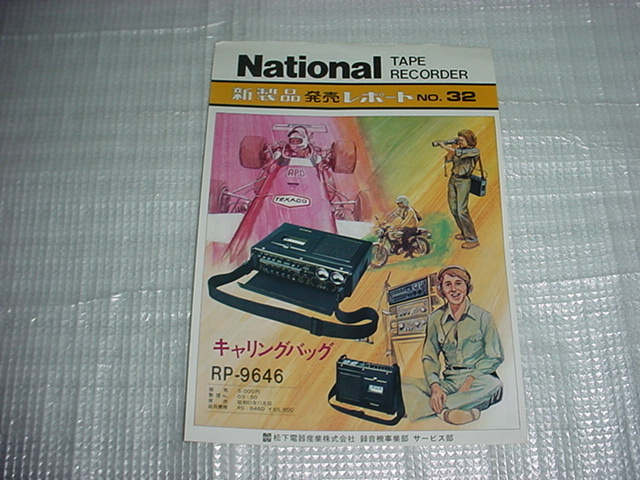 National TAPE RECORDER
新製品 発売 レポート NO. 32
APD
TEXACO
キャリングバッグ
RP-9646
松下電器産業株式会社 録音機事業部 サービス部